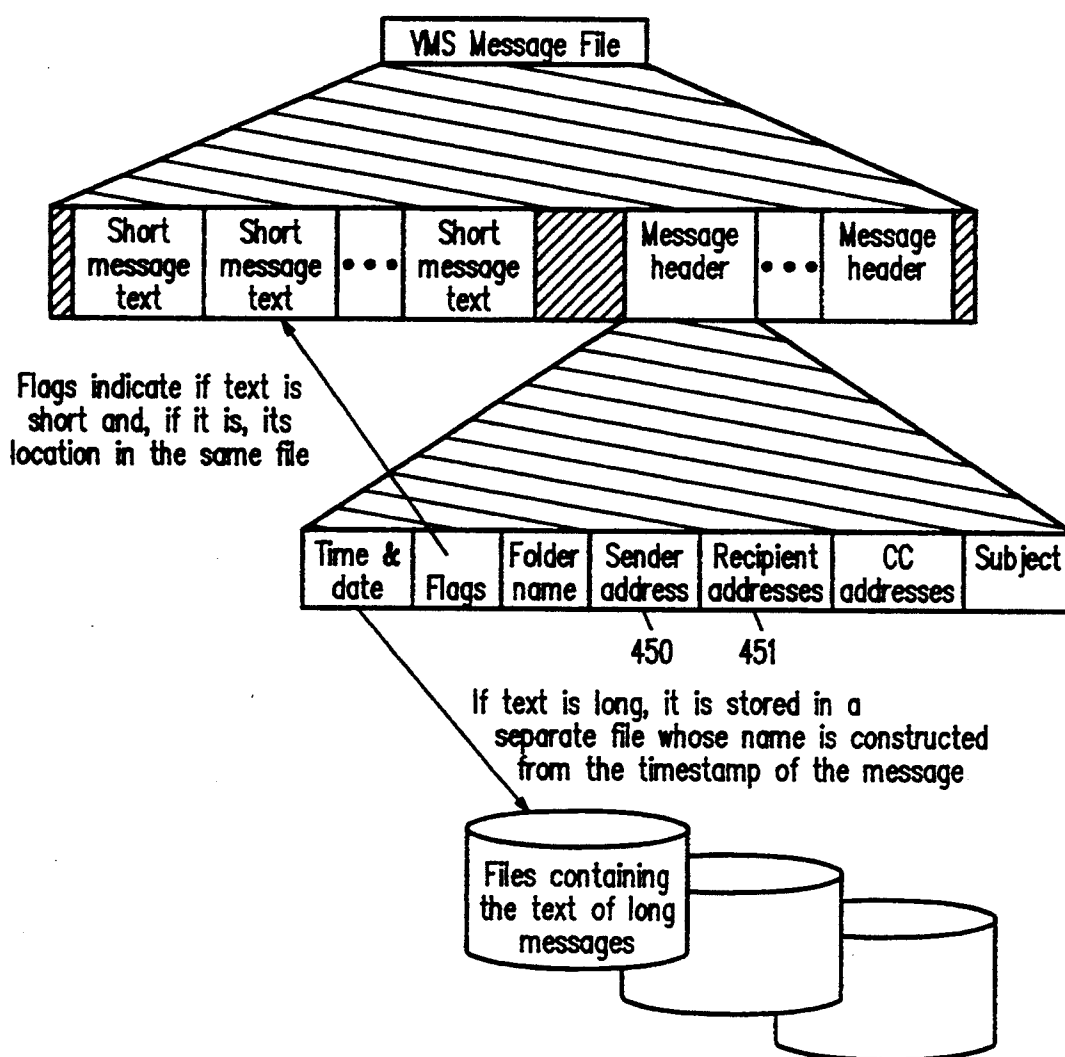 VMS Message File
Short message text
Short message text
•••
Short message text
Message header
•••
Message header
Flags indicate if text is
short and, if it is, its
location in the same file
Time & date
Flags
Folder name
Sender address
Recipient addresses
CC addresses
Subject
450
451
If text is long, it is stored in a
separate file whose name is constructed
from the timestamp of the message
Files containing
the text of long
messages